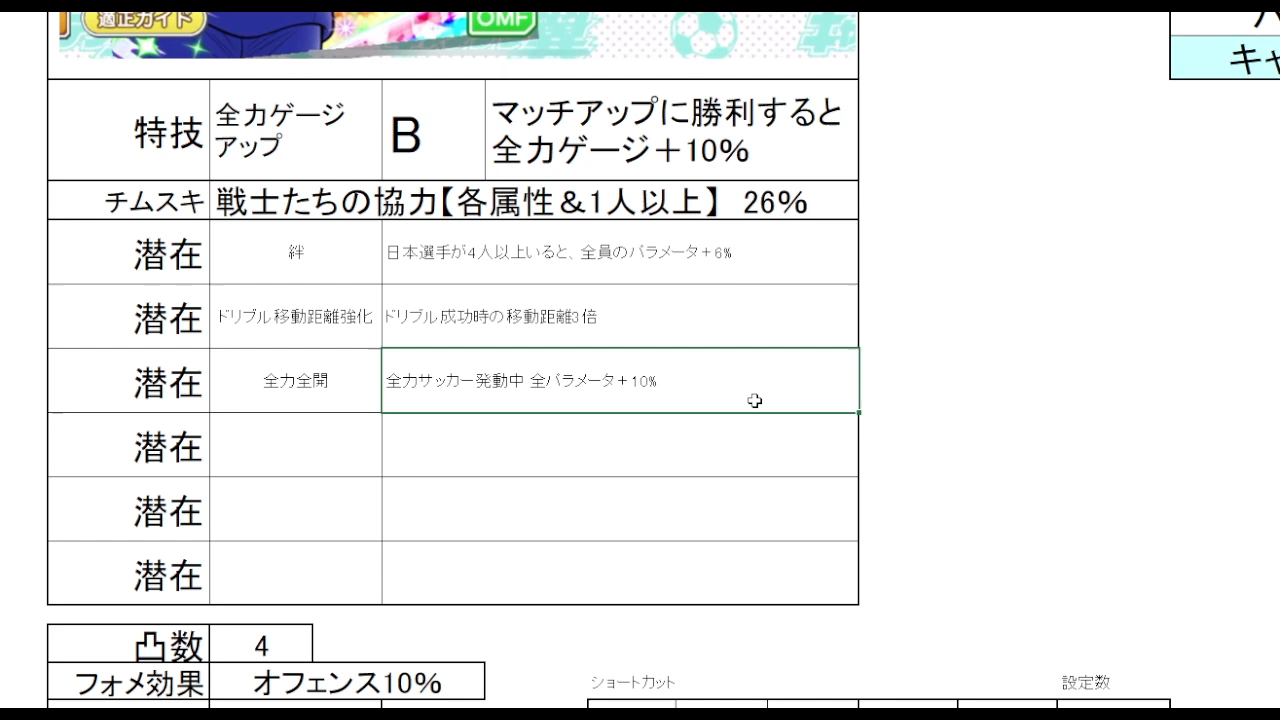 適正ガイド
OMF
キャ
特技 全力ゲージ
アップ B マッチアップに勝利すると
全力ゲージ＋10%
チムスキ 戦士たちの協力【各属性＆1人以上】 26%
潜在 絆 日本選手が4人以上いると、全員のパラメータ＋6%
潜在 ドリブル移動距離強化 ドリブル成功時の移動距離3倍
潜在 全力全開 全力サッカー発動中 全パラメータ＋10%
潜在
潜在
潜在
凸数 4
フォメ効果 オフェンス10%
ショートカット 設定数